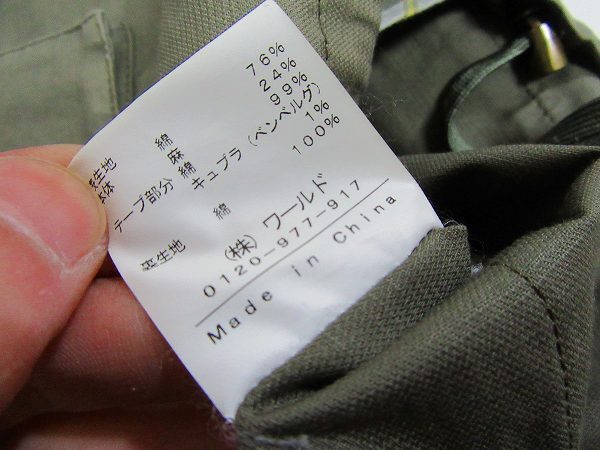 表生地
本体 綿 76%
麻 24%
テープ部分 綿 99%
キュプラ (ベンベルグ) 1%
裏生地 綿 100%
(株) ワールド
0120-977-917
Made in China